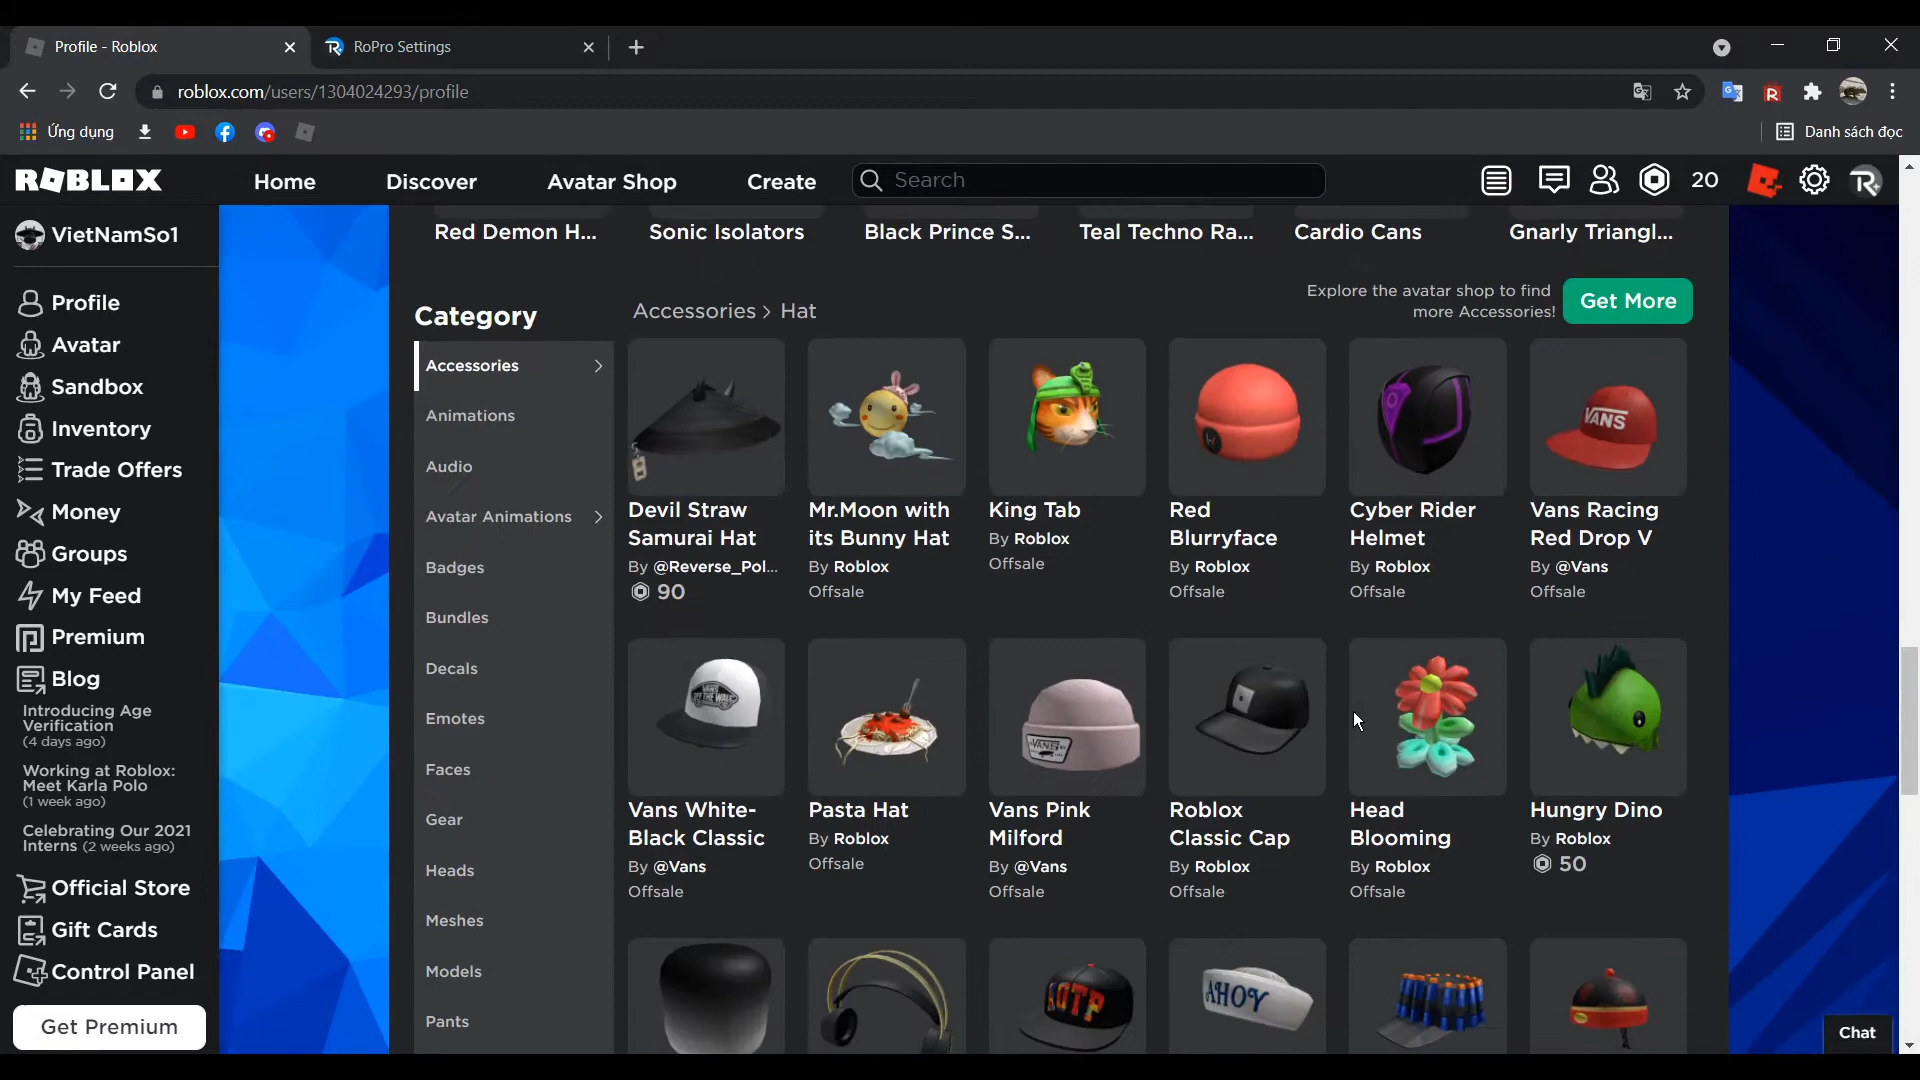 Profile - Roblox
RoPro Settings
roblox.com/users/1304024293/profile
Ứng dụng
Danh sách đọc
ROBLOX
Home
Discover
Avatar Shop
Create
Search
20
VietNamSo1
Profile
Avatar
Sandbox
Inventory
Trade Offers
Money
Groups
My Feed
Premium
Blog
Introducing Age
Verification
(4 days ago)
Working at Roblox:
Meet Karla Polo
(1 week ago)
Celebrating Our 2021
Interns (2 weeks ago)
Official Store
Gift Cards
Control Panel
Get Premium
Red Demon H...
Sonic Isolators
Black Prince S...
Teal Techno Ra...
Cardio Cans
Gnarly Triangl...
Category
Accessories > Hat
Explore the avatar shop to find
more Accessories!
Get More
Accessories
Animations
Audio
Avatar Animations
Badges
Bundles
Decals
Emotes
Faces
Gear
Heads
Meshes
Models
Pants
Devil Straw
Samurai Hat
By @Reverse_Pol...
90
Mr.Moon with
its Bunny Hat
By Roblox
Offsale
King Tab
By Roblox
Offsale
Red
Blurryface
By Roblox
Offsale
Cyber Rider
Helmet
By Roblox
Offsale
VANS
Vans Racing
Red Drop V
By @Vans
Offsale
VANS
OFF THE WALL
Vans White-
Black Classic
By @Vans
Offsale
Pasta Hat
By Roblox
Offsale
VANS
Vans Pink
Milford
By @Vans
Offsale
Roblox
Classic Cap
By Roblox
Offsale
Head
Blooming
By Roblox
Offsale
Hungry Dino
By Roblox
50
AOTP
AHOY
Chat